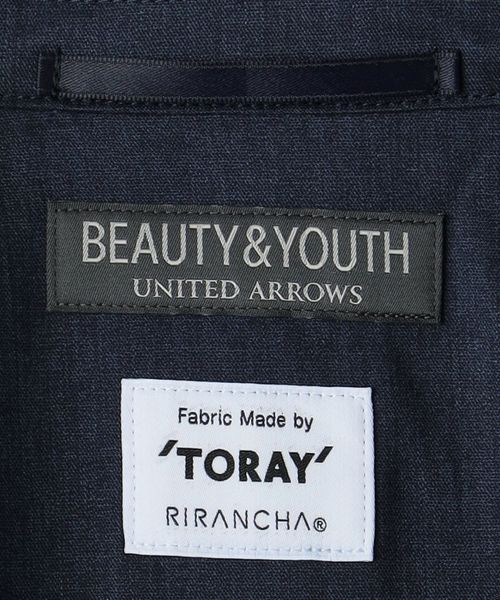 BEAUTY&YOUTH
UNITED ARROWS
Fabric Made by
'TORAY'
RIRANCHA®